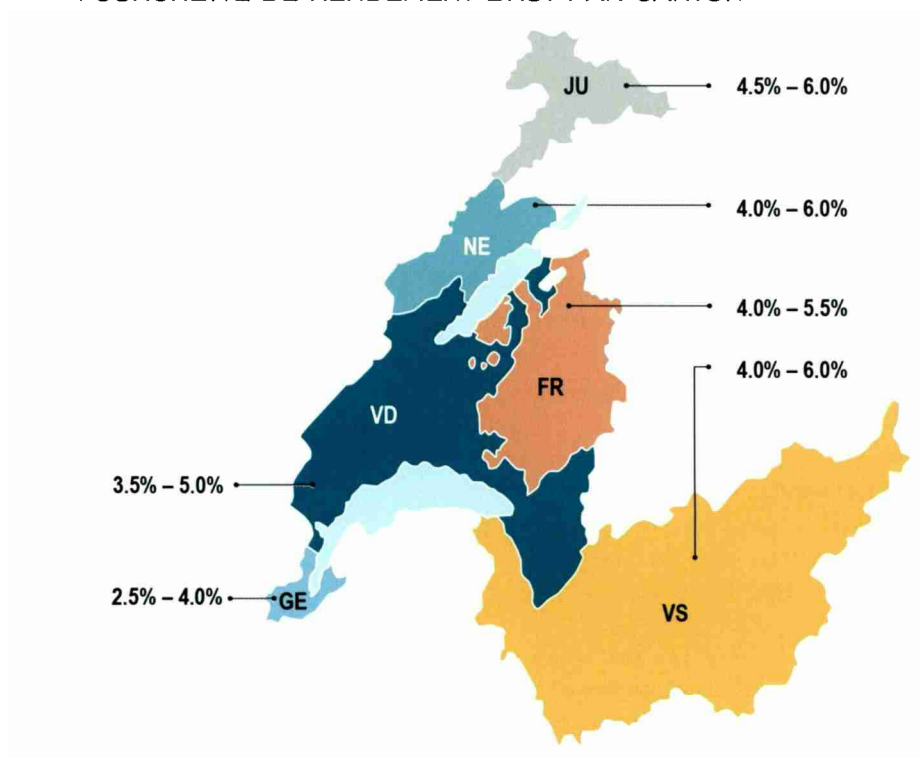 JU
4.5% – 6.0%
4.0% – 6.0%
NE
4.0% – 5.5%
4.0% – 6.0%
FR
VD
3.5% – 5.0%
2.5% – 4.0%
GE
VS